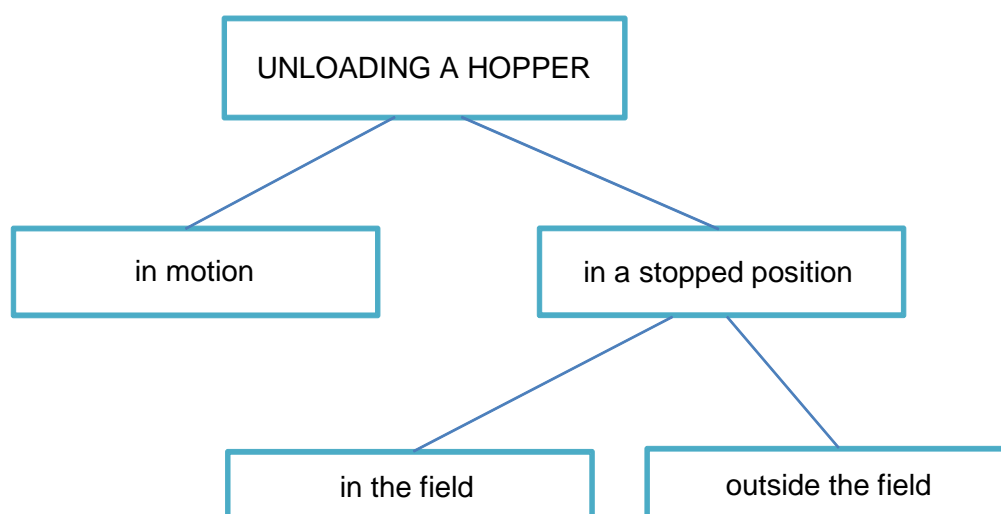 UNLOADING A HOPPER
in motion
in a stopped position
in the field
outside the field